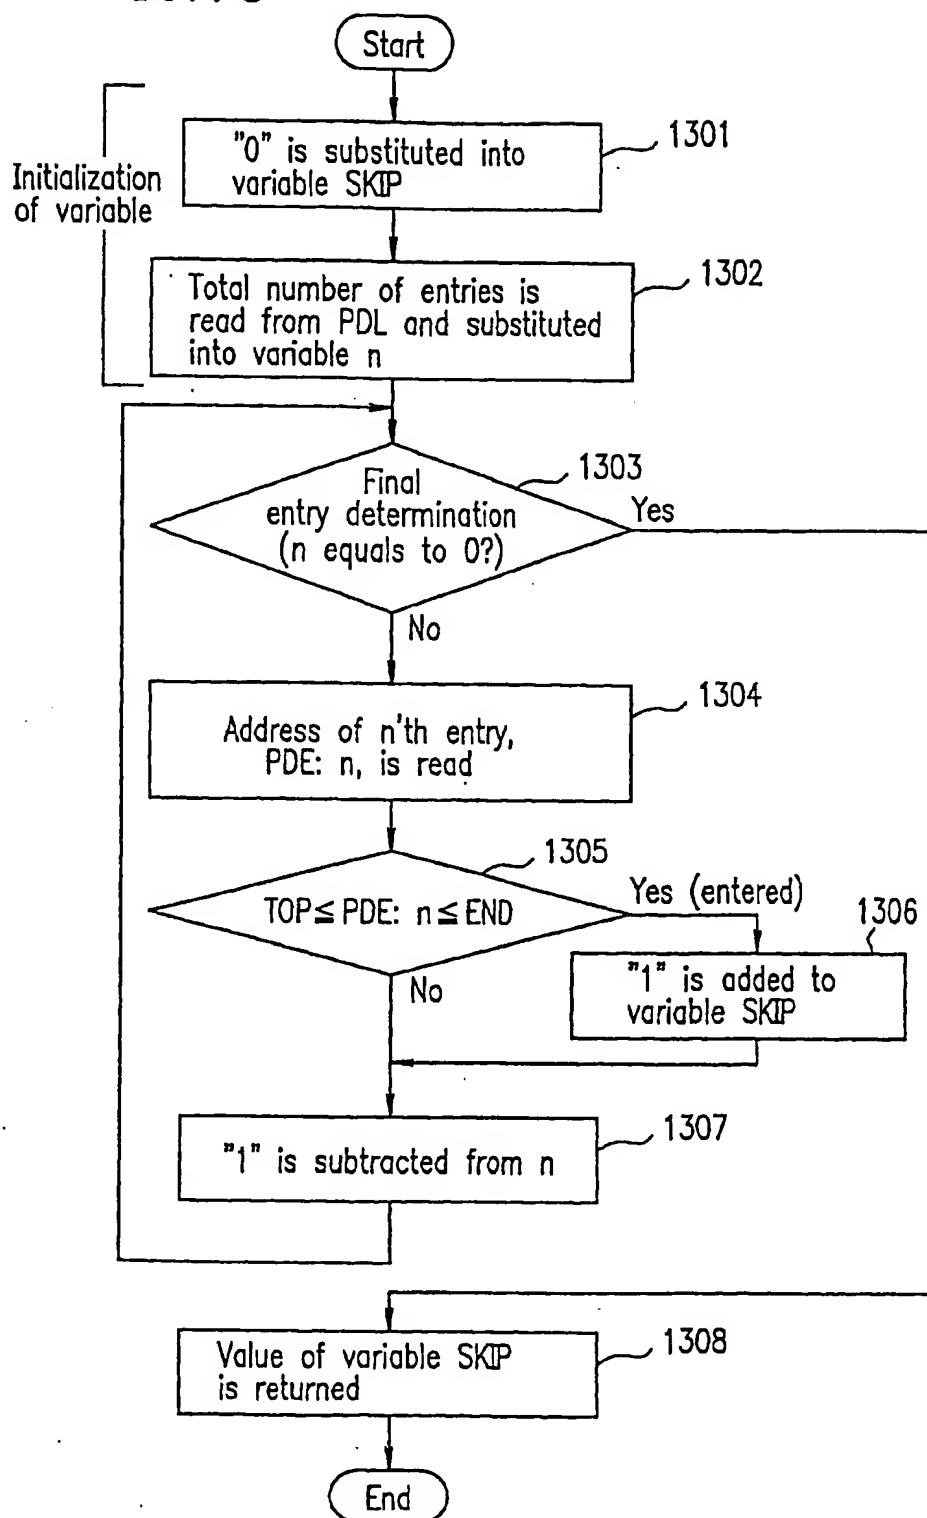 Start
"0" is substituted into
variable SKIP
1301
Initialization
of variable
Total number of entries is
read from PDL and substituted
into variable n
1302
Final
entry determination
(n equals to 0?)
1303
Yes
No
Address of n'th entry,
PDE: n, is read
1304
TOP≦PDE: n≦END
1305
Yes (entered)
1306
"1" is added to
variable SKIP
No
"1" is subtracted from n
1307
Value of variable SKIP
is returned
1308
End